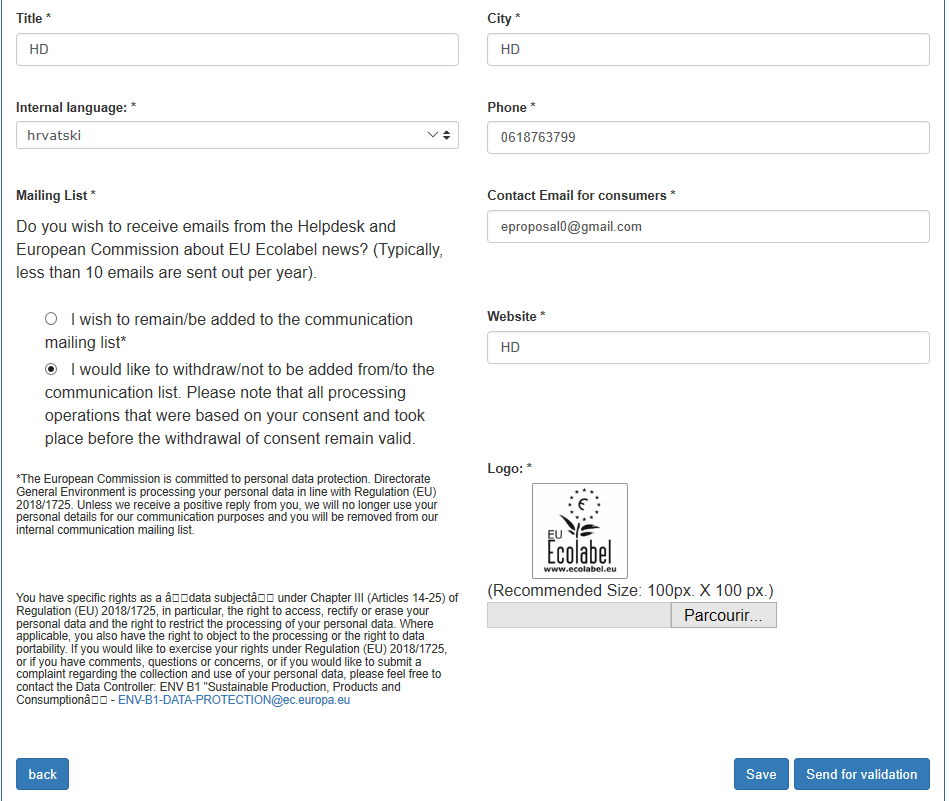 Title *
HD
Internal language: *
hrvatski
Mailing List *
Do you wish to receive emails from the Helpdesk and
European Commission about EU Ecolabel news? (Typically,
less than 10 emails are sent out per year).
I wish to remain/be added to the communication
mailing list*
I would like to withdraw/not to be added from/to the
communication list. Please note that all processing
operations that were based on your consent and took
place before the withdrawal of consent remain valid.
*The European Commission is committed to personal data protection. Directorate
General Environment is processing your personal data in line with Regulation (EU)
2018/1725. Unless we receive a positive reply from you, we will no longer use your
personal details for our communication purposes and you will be removed from our
internal communication mailing list.
You have specific rights as a â□□data subjectâ□□ under Chapter III (Articles 14-25) of
Regulation (EU) 2018/1725, in particular, the right to access, rectify or erase your
personal data and the right to restrict the processing of your personal data. Where
applicable, you also have the right to object to the processing or the right to data
portability. If you would like to exercise your rights under Regulation (EU) 2018/1725,
or if you have comments, questions or concerns, or if you would like to submit a
complaint regarding the collection and use of your personal data, please feel free to
contact the Data Controller: ENV B1 "Sustainable Production, Products and
Consumptionâ□□ - ENV-B1-DATA-PROTECTION@ec.europa.eu
City *
HD
Phone *
0618763799
Contact Email for consumers *
eproposal0@gmail.com
Website *
HD
Logo: *
EU
Ecolabel
www.ecolabel.eu
(Recommended Size: 100px. X 100 px.)
Parcourir...
back
Save
Send for validation